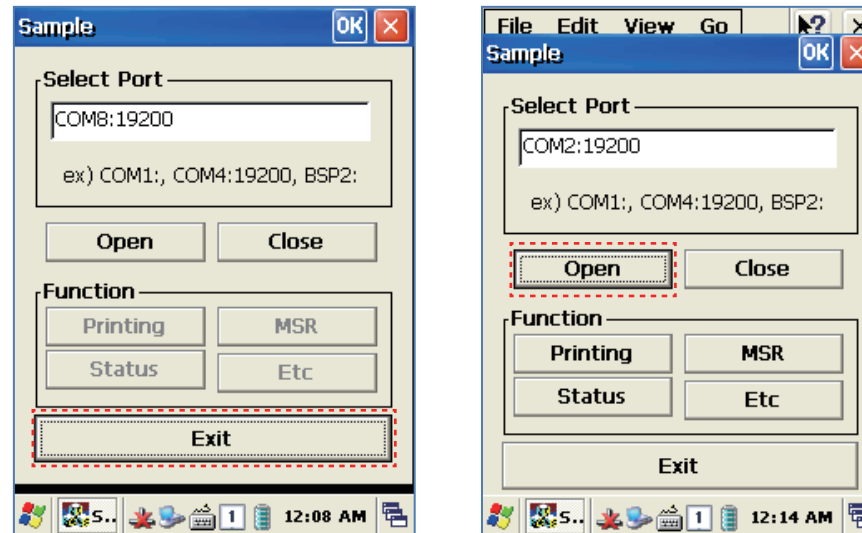 Sample OK
Select Port
COM8:19200
ex) COM1:, COM4:19200, BSP2:
Open Close
Function
Printing MSR
Status Etc
Exit
S.. 1 12:08 AM
File Edit View Go ?
Sample OK
Select Port
COM2:19200
ex) COM1:, COM4:19200, BSP2:
Open Close
Function
Printing MSR
Status Etc
Exit
S.. 1 12:14 AM